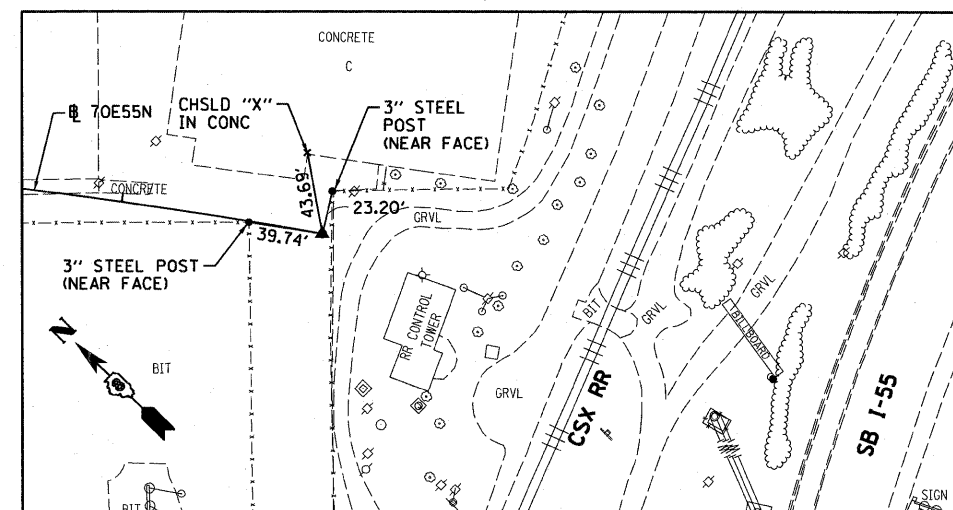 CONCRETE
C
℄ 70E55N
CHSLD "X"
IN CONC
3" STEEL
POST
(NEAR FACE)
CONCRETE
43.69'
23.20'
GRVL
39.74'
3" STEEL POST
(NEAR FACE)
N
BIT
RR CONTROL
TOWER
BIT
GRVL
GRVL
BILLBOARD
GRVL
CSX RR
SB I-55
BIT
SIGN